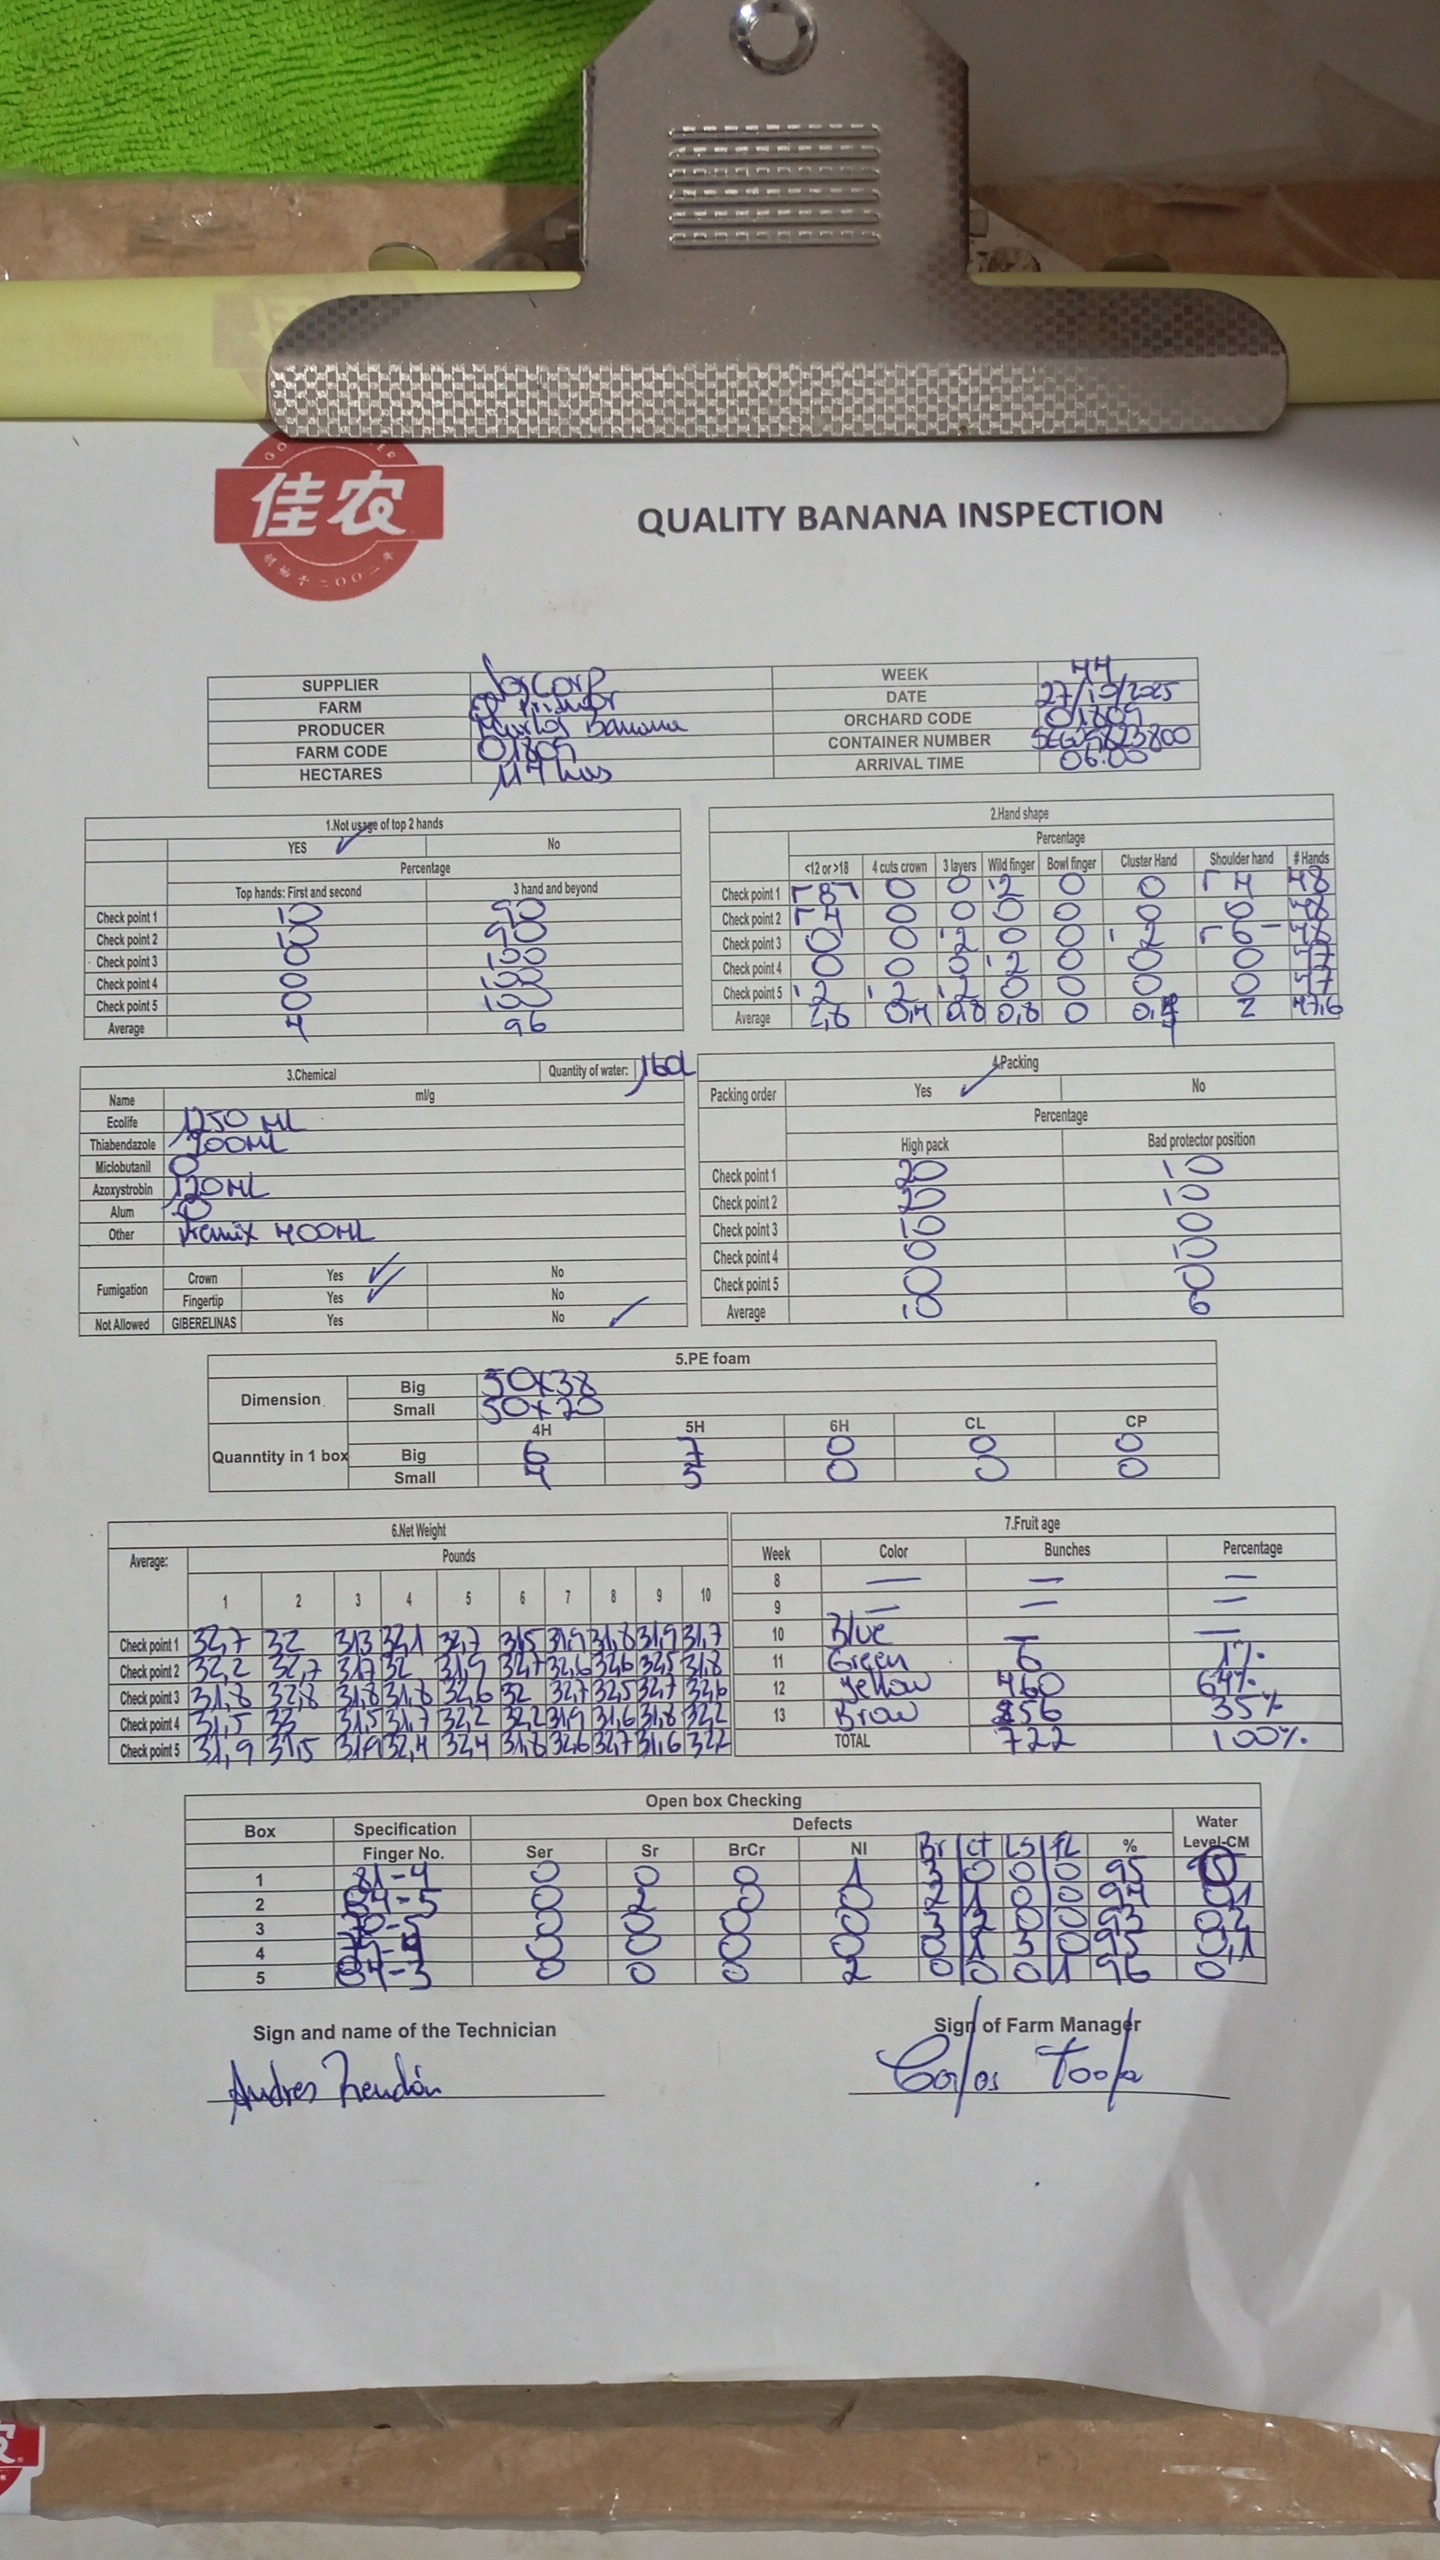 佳农
创始于二〇〇二年
QUALITY BANANA INSPECTION
SUPPLIER Joscorp WEEK 44
FARM DATE 27/10/2025
PRODUCER Banana ORCHARD CODE 01809
FARM CODE 01809 CONTAINER NUMBER
HECTARES 117 has ARRIVAL TIME 06:00
1.Not usage of top 2 hands
YES ✓ No
Percentage
Top hands: First and second 3 hand and beyond
Check point 1 10 90
Check point 2 10 90
Check point 3 0 100
Check point 4 0 100
Check point 5 0 100
Average 4 96
2.Hand shape
Percentage
<12 or >18 4 cuts crown 3 layers Wild finger Bowl finger Cluster Hand Shoulder hand # Hands
Check point 1 8 0 0 2 0 0 4 48
Check point 2 4 0 0 0 0 0 0 48
Check point 3 0 0 2 0 0 2 6 48
Check point 4 0 0 0 2 0 0 0 47
Check point 5 2 2 2 0 0 0 0 47
Average 2,8 0,4 0,8 0,8 0 0,4 2 47,6
3.Chemical Quantity of water: 160L
Name ml/g
Ecolife 1250 ML
Thiabendazole 900ML
Miclobutanil 0
Azoxystrobin 120ML
Alum 0
Other 400ML
Fumigation Crown Yes ✓ No
Fingertip Yes ✓ No
Not Allowed GIBERELINAS Yes No ✓
4.Packing
Packing order Yes ✓ No
Percentage
High pack Bad protector position
Check point 1 20 10
Check point 2 20 10
Check point 3 10 0
Check point 4 0 10
Check point 5 0 0
Average 10 6
5.PE foam
Dimension Big 50x38
Small 50x20
4H 5H 6H CL CP
Quanntity in 1 box Big 6 7 0 0 0
Small 4 5 0 0 0
6.Net Weight
Average: Pounds
1 2 3 4 5 6 7 8 9 10
Check point 1 32,7 32 31,3 32,1 32,7 31,5 31,9 31,8 31,9 31,7
Check point 2 32,2 32,7 31,7 32 31,9 32,7 32,6 32,6 32,5 31,8
Check point 3 31,8 32,8 31,8 31,8 32,6 32 32,7 32,5 32,7 32,6
Check point 4 31,5 33 31,5 31,7 32,2 32,2 31,9 31,6 31,8 32,2
Check point 5 31,9 31,5 31,9 32,4 32,4 31,8 32,6 32,7 31,6 32,2
7.Fruit age
Week Color Bunches Percentage
8 — — —
9 — — —
10 Blue — —
11 Green 6 1%
12 Yellow 460 64%
13 Brow 256 35%
TOTAL 722 100%
Open box Checking
Box Specification Defects Water
Finger No. Ser Sr BrCr NI Br Ct LS FL % Level-CM
1 81-4 0 0 0 1 3 0 0 0 95 0
2 84-5 0 2 0 0 2 1 0 0 94 0,1
3 0 0 0 0 3 2 0 0 93 0,2
4 0 0 0 0 0 1 3 0 95 0,1
5 84-3 0 0 0 2 0 0 0 1 96 0
Sign and name of the Technician Sign of Farm Manager
Andres Rendón Carlos